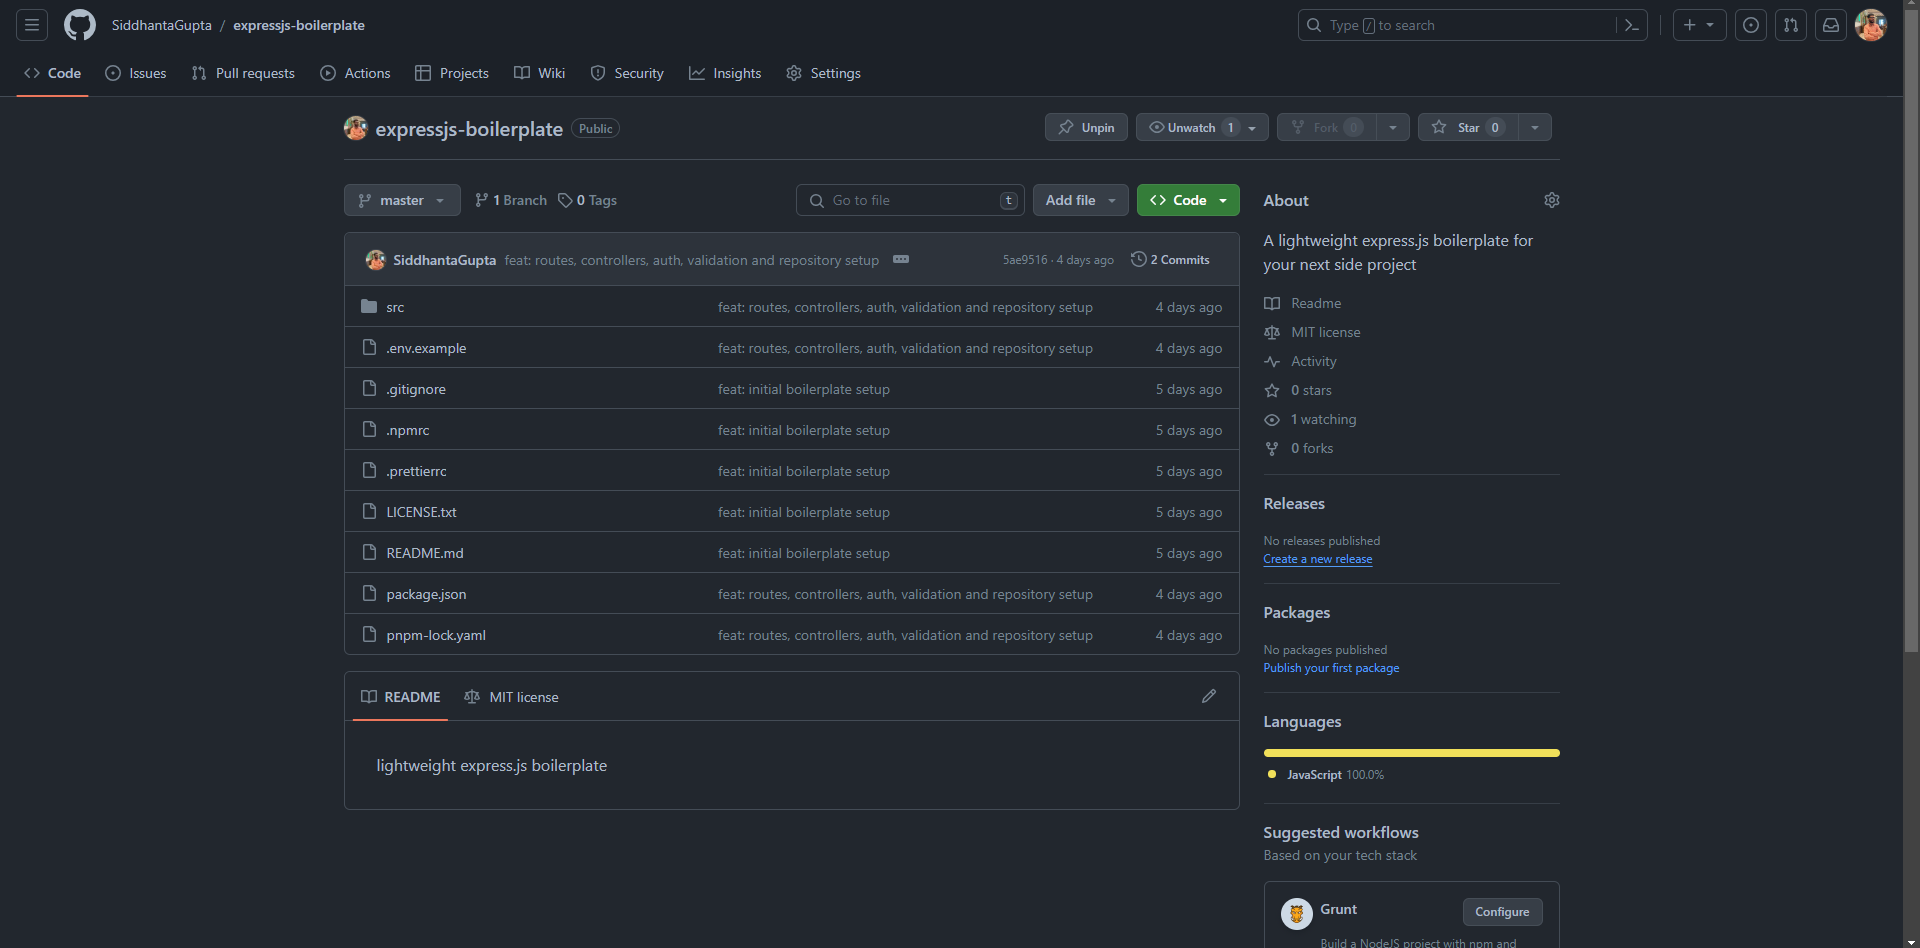 SiddhantaGupta / expressjs-boilerplate
Type / to search
Code Issues Pull requests Actions Projects Wiki Security Insights Settings
expressjs-boilerplate Public
Unpin Unwatch 1 Fork 0 Star 0
master 1 Branch 0 Tags
Go to file t Add file Code
SiddhantaGupta feat: routes, controllers, auth, validation and repository setup 5ae9516 · 4 days ago 2 Commits
src feat: routes, controllers, auth, validation and repository setup 4 days ago
.env.example feat: routes, controllers, auth, validation and repository setup 4 days ago
.gitignore feat: initial boilerplate setup 5 days ago
.npmrc feat: initial boilerplate setup 5 days ago
.prettierrc feat: initial boilerplate setup 5 days ago
LICENSE.txt feat: initial boilerplate setup 5 days ago
README.md feat: initial boilerplate setup 5 days ago
package.json feat: routes, controllers, auth, validation and repository setup 4 days ago
pnpm-lock.yaml feat: routes, controllers, auth, validation and repository setup 4 days ago
README MIT license
lightweight express.js boilerplate
About
A lightweight express.js boilerplate for
your next side project
Readme
MIT license
Activity
0 stars
1 watching
0 forks
Releases
No releases published
Create a new release
Packages
No packages published
Publish your first package
Languages
JavaScript 100.0%
Suggested workflows
Based on your tech stack
Grunt
Configure
Build a NodeJS project with npm and